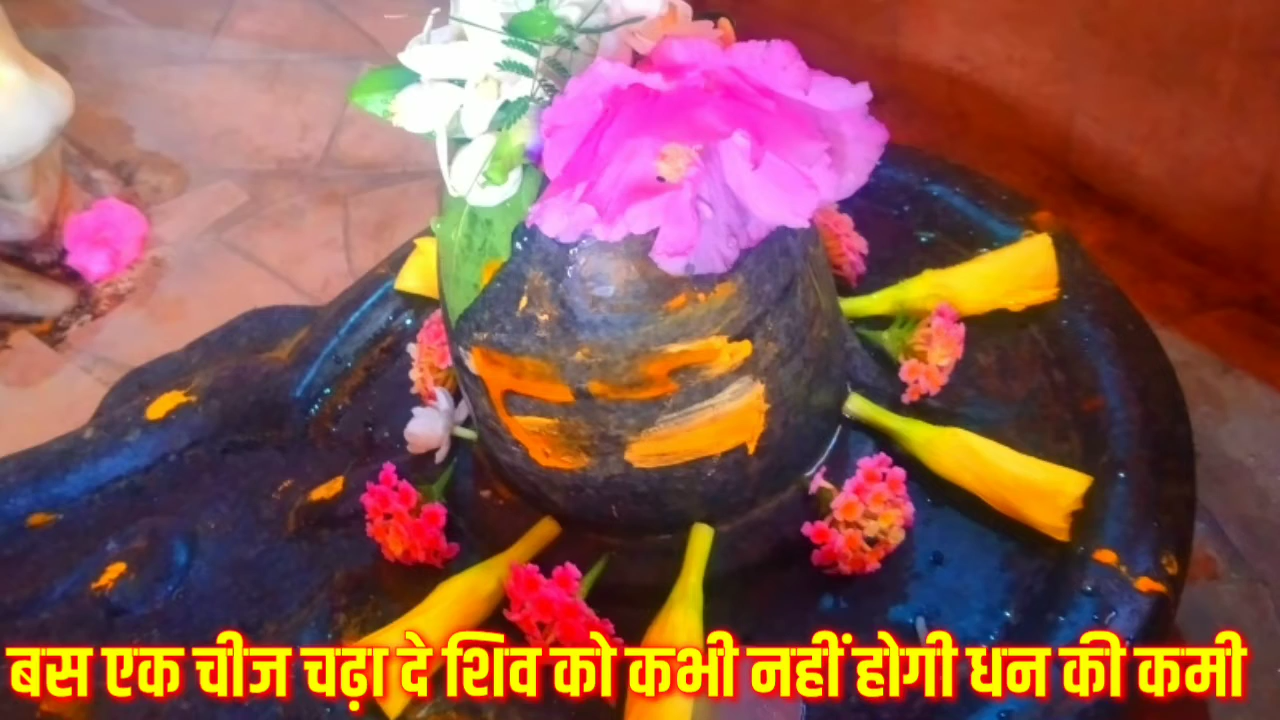 बस एक चीज चढ़ा दे शिव को कभी नहीं होगी धन की कमी